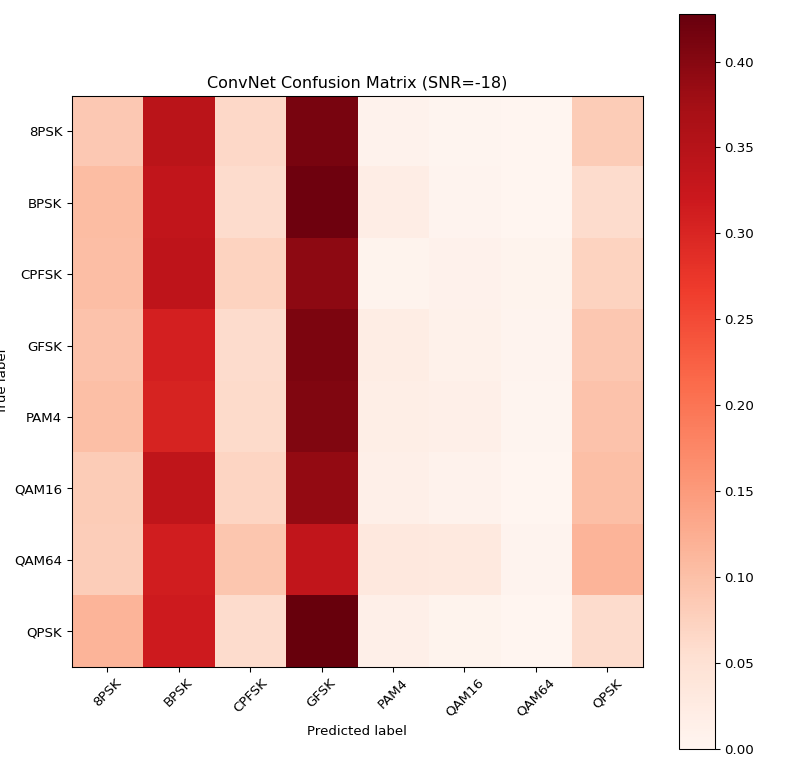 ConvNet Confusion Matrix (SNR=-18)
8PSK
BPSK
CPFSK
GFSK
PAM4
QAM16
QAM64
QPSK
8PSK
BPSK
CPFSK
GFSK
PAM4
QAM16
QAM64
QPSK
Predicted label
0.40
0.35
0.30
0.25
0.20
0.15
0.10
0.05
0.00